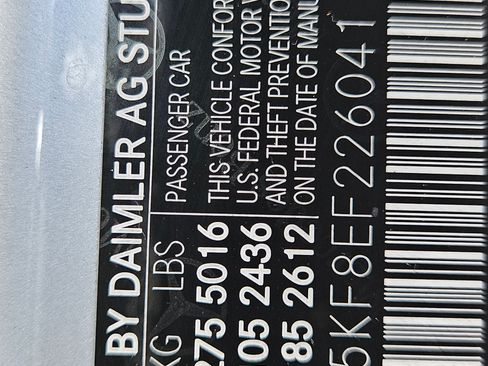 BY DAIMLER AG STU
KG LBS
275 5016
05 2436
85 2612
PASSENGER CAR
THIS VEHICLE CONFOR
U.S. FEDERAL MOTOR V
AND THEFT PREVENTION
ON THE DATE OF MANU
5KF8EF226041